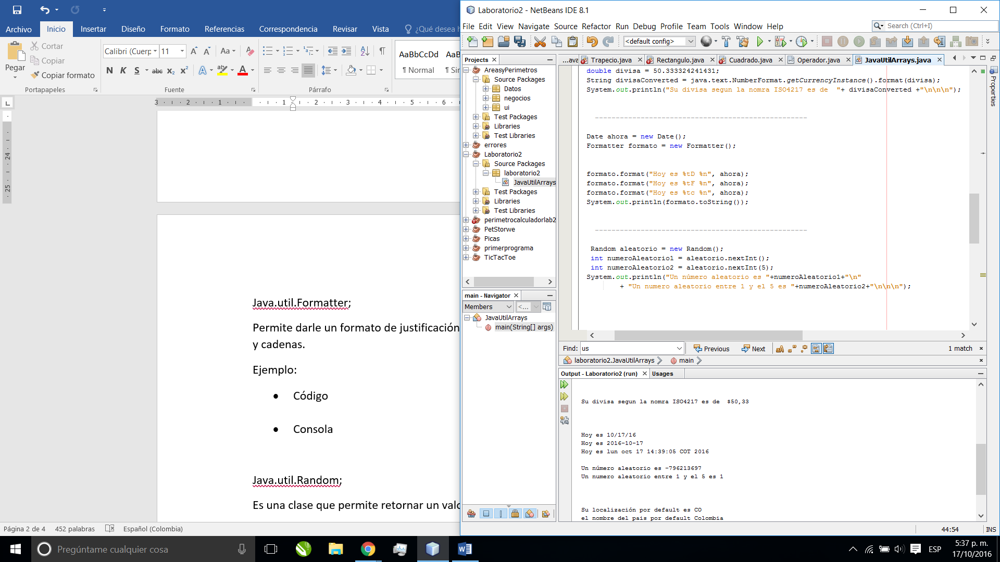 Archivo Inicio Insertar Diseño Formato Referencias Correspondencia Revisar Vista ¿Qué desea h
Pegar
Cortar
Copiar
Copiar formato
Portapapeles
Calibri (Cuerp 11 Aa
N K S abc x₂ x² A A
Fuente
Párrafo
AaBbCcDd AaB
¶ Normal ¶ Sir
3 2 1 1 2 3 4 5 6
24
25
Java.util.Formatter;
Permite darle un formato de justificación
y cadenas.
Ejemplo:
• Código
• Consola
Java.util.Random;
Es una clase que permite retornar un valo
Página 2 de 4 452 palabras Español (Colombia)
Laboratorio2 - NetBeans IDE 8.1
File Edit View Navigate Source Refactor Run Debug Profile Team Tools Window Help
Search (Ctrl+I)
<default config>
Projects
AreasyPerimetros
Source Packages
Datos
negocios
ui
Test Packages
Libraries
Test Libraries
errores
Laboratorio2
Source Packages
laboratorio2
JavaUtilArrays
Test Packages
Libraries
Test Libraries
perimetrocalculadorlab2
PetStorwe
Picas
primerprograma
TicTacToe
main - Navigator
Members <...
JavaUtilArrays
main(String[] args)
...ava Trapecio.java Rectangulo.java Cuadrado.java Operador.java JavaUtilArrays.java
Properties
double divisa = 50.333324241431;
String divisaConverted = java.text.NumberFormat.getCurrencyInstance().format(divisa);
System.out.println("Su divisa segun la nomra ISO4217 es de  "+ divisaConverted +"\n\n\n");
---------------------------------------------------
Date ahora = new Date();
Formatter formato = new Formatter();
formato.format("Hoy es %tD %n", ahora);
formato.format("Hoy es %tF %n", ahora);
formato.format("Hoy es %tc %n", ahora);
System.out.println(formato.toString());
---------------------------------------------------
Random aleatorio = new Random();
int numeroAleatorio1 = aleatorio.nextInt();
int numeroAleatorio2 = aleatorio.nextInt(5);
System.out.println("Un número aleatorio es "+numeroAleatorio1+"\n"
+ "Un numero aleatorio entre 1 y el 5 es "+numeroAleatorio2+"\n\n\n");
Find: us Previous Next 1 match
laboratorio2.JavaUtilArrays main
Output - Laboratorio2 (run) Usages
Su divisa segun la nomra ISO4217 es de  $50,33
Hoy es 10/17/16
Hoy es 2016-10-17
Hoy es lun oct 17 14:39:05 COT 2016
Un número aleatorio es -796213697
Un numero aleatorio entre 1 y el 5 es 1
Su localización por default es CO
el nombre del pais por default Colombia
44:54 INS
Pregúntame cualquier cosa
ESP
5:37 p. m.
17/10/2016